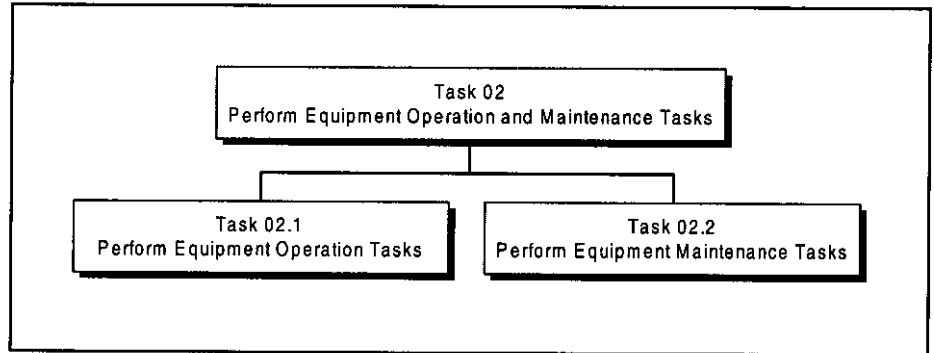 Task 02
Perform Equipment Operation and Maintenance Tasks
Task 02.1
Perform Equipment Operation Tasks
Task 02.2
Perform Equipment Maintenance Tasks